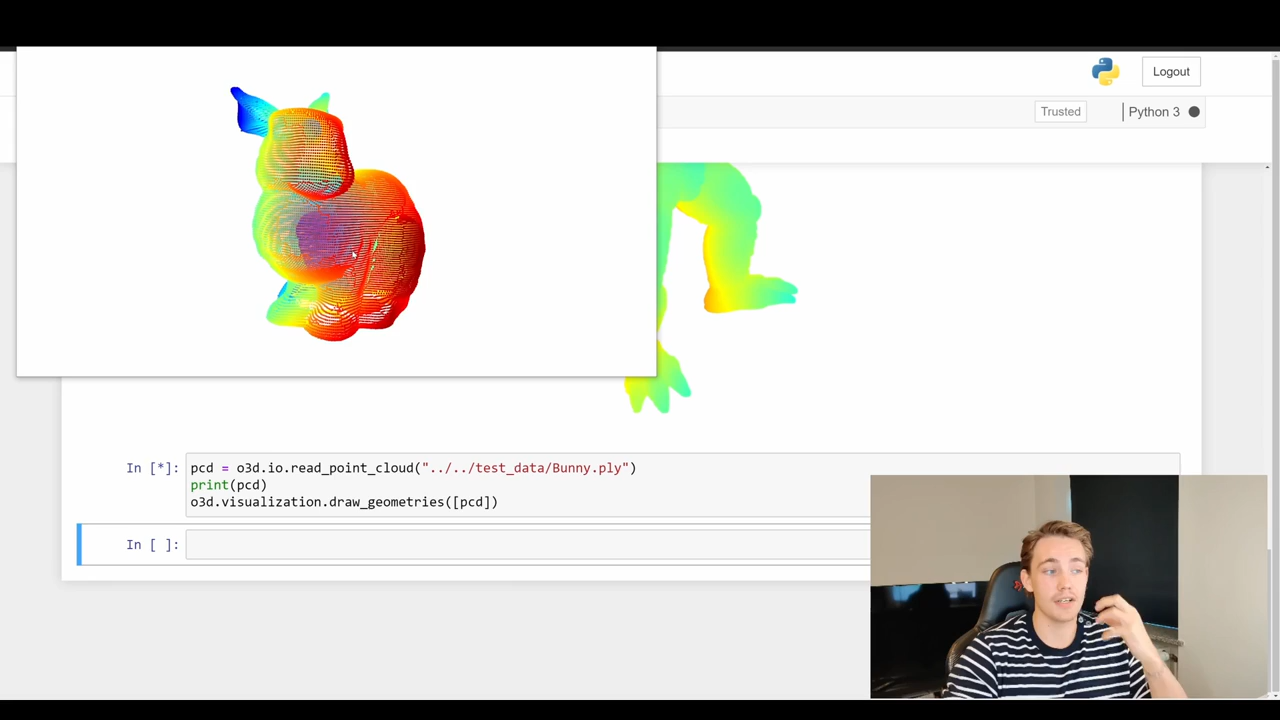 Logout
Trusted
Python 3
In [*]:
pcd = o3d.io.read_point_cloud("../../test_data/Bunny.ply")
print(pcd)
o3d.visualization.draw_geometries([pcd])
In [ ]: